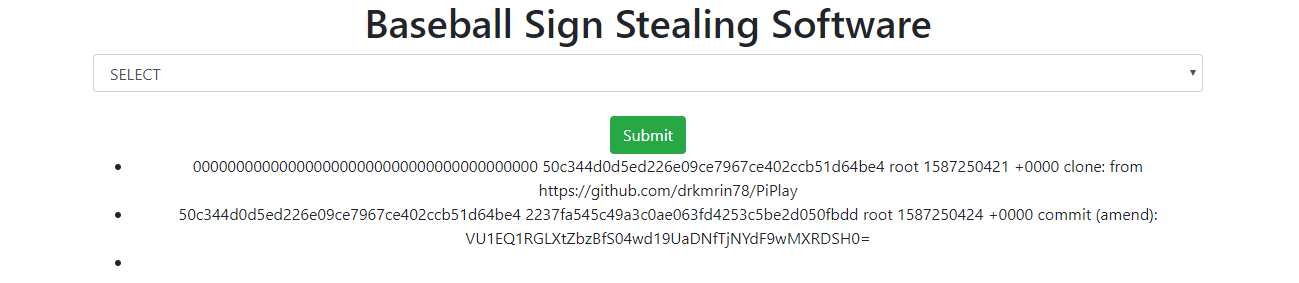 Baseball Sign Stealing Software
SELECT
Submit
0000000000000000000000000000000000000000 50c344d0d5ed226e09ce7967ce402ccb51d64be4 root 1587250421 +0000 clone: from
https://github.com/drkmrin78/PiPlay
50c344d0d5ed226e09ce7967ce402ccb51d64be4 2237fa545c49a3c0ae063fd4253c5be2d050fbdd root 1587250424 +0000 commit (amend):
VU1EQ1RGLXtZbzBfS04wd19UaDNfTjNYdF9wMXRDSH0=